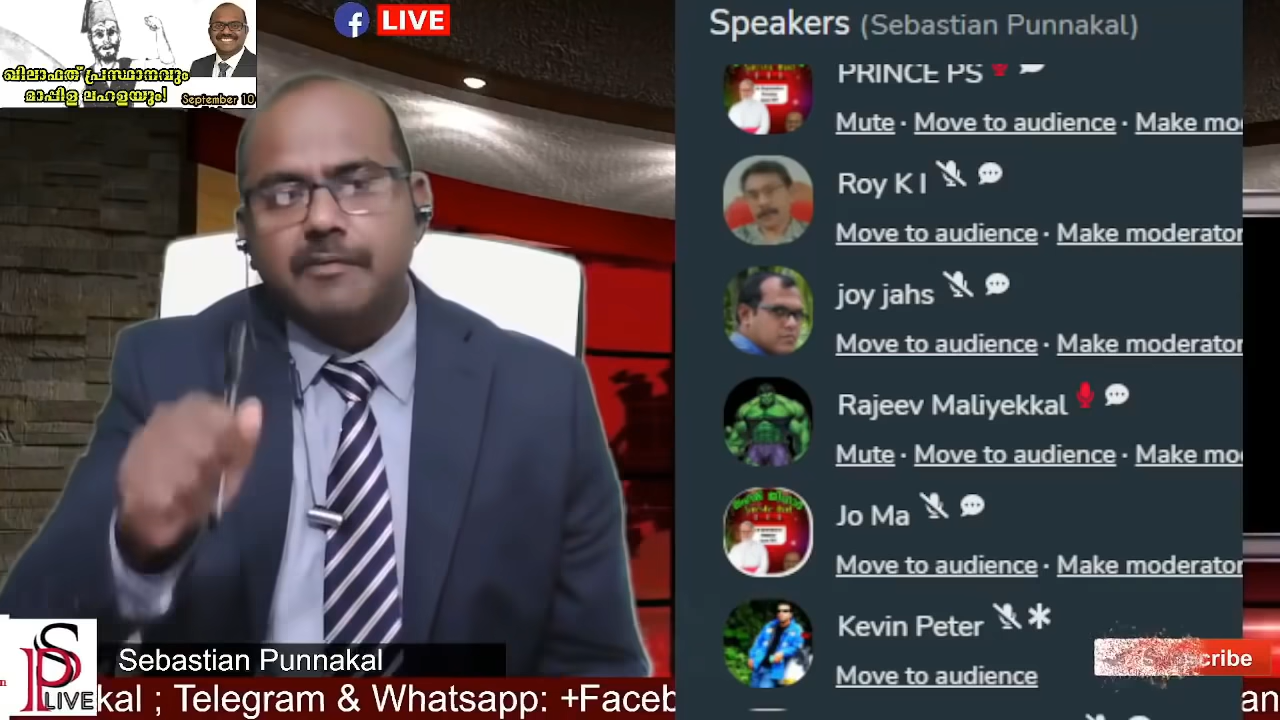 ഖിലാഫത് പ്രസ്ഥാനവും
മാപ്പിള ലഹളയും!
September 10
f LIVE
Speakers (Sebastian Punnakal)
PRINCE PS
Mute · Move to audience · Make mo
Roy K I
Move to audience · Make moderator
joy jahs
Move to audience · Make moderator
Rajeev Maliyekkal
Mute · Move to audience · Make mo
Jo Ma
Move to audience · Make moderator
Kevin Peter
Move to audience
cribe
SP LIVE
Sebastian Punnakal
kal ; Telegram & Whatsapp: +Faceb
an